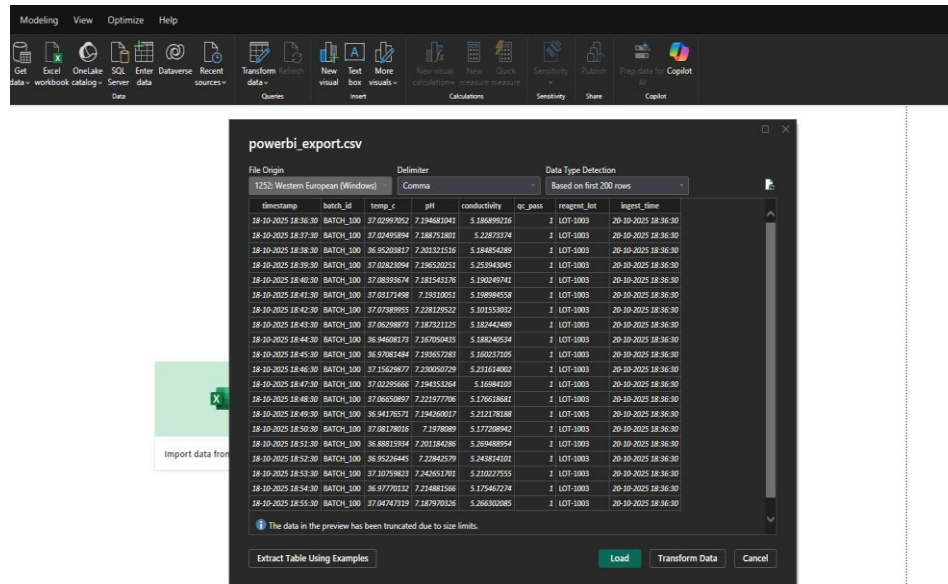 Modeling View Optimize Help
Get data Excel workbook OneLake catalog SQL Server Enter data Dataverse Recent sources Transform data Refresh New visual Text box More visuals New visual calculation New measure Quick measure Sensitivity Publish Prep data for AI Copilot
Data Queries Insert Calculations Sensitivity Share Copilot
powerbi_export.csv
File Origin Delimiter Data Type Detection
1252: Western European (Windows) Comma Based on first 200 rows
timestamp batch_id temp_c pH conductivity qc_pass reagent_lot ingest_time
18-10-2025 18:36:30 BATCH_100 37.02997052 7.194681041 5.186899216 1 LOT-1003 20-10-2025 18:36:30
18-10-2025 18:37:30 BATCH_100 37.02495894 7.188751801 5.22873374 1 LOT-1003 20-10-2025 18:36:30
18-10-2025 18:38:30 BATCH_100 36.95203817 7.201321516 5.184854289 1 LOT-1003 20-10-2025 18:36:30
18-10-2025 18:39:30 BATCH_100 37.02823094 7.196520251 5.253943045 1 LOT-1003 20-10-2025 18:36:30
18-10-2025 18:40:30 BATCH_100 37.08393674 7.181543176 5.190249741 1 LOT-1003 20-10-2025 18:36:30
18-10-2025 18:41:30 BATCH_100 37.03171498 7.19310051 5.198984558 1 LOT-1003 20-10-2025 18:36:30
18-10-2025 18:42:30 BATCH_100 37.07389955 7.228129522 5.101553032 1 LOT-1003 20-10-2025 18:36:30
18-10-2025 18:43:30 BATCH_100 37.06298873 7.187321125 5.182442489 1 LOT-1003 20-10-2025 18:36:30
18-10-2025 18:44:30 BATCH_100 36.94608173 7.167050435 5.188240534 1 LOT-1003 20-10-2025 18:36:30
18-10-2025 18:45:30 BATCH_100 36.97081484 7.193657283 5.160237105 1 LOT-1003 20-10-2025 18:36:30
18-10-2025 18:46:30 BATCH_100 37.15629877 7.230050729 5.231614002 1 LOT-1003 20-10-2025 18:36:30
18-10-2025 18:47:30 BATCH_100 37.02295666 7.194353264 5.16984103 1 LOT-1003 20-10-2025 18:36:30
18-10-2025 18:48:30 BATCH_100 37.06650897 7.221977706 5.176618681 1 LOT-1003 20-10-2025 18:36:30
18-10-2025 18:49:30 BATCH_100 36.94176571 7.194260017 5.212178188 1 LOT-1003 20-10-2025 18:36:30
18-10-2025 18:50:30 BATCH_100 37.08178016 7.1978089 5.177208942 1 LOT-1003 20-10-2025 18:36:30
18-10-2025 18:51:30 BATCH_100 36.88815934 7.201184286 5.269488954 1 LOT-1003 20-10-2025 18:36:30
18-10-2025 18:52:30 BATCH_100 36.95226445 7.22842579 5.243814101 1 LOT-1003 20-10-2025 18:36:30
18-10-2025 18:53:30 BATCH_100 37.10759823 7.242651701 5.210227555 1 LOT-1003 20-10-2025 18:36:30
18-10-2025 18:54:30 BATCH_100 36.97770132 7.214881566 5.175467274 1 LOT-1003 20-10-2025 18:36:30
18-10-2025 18:55:30 BATCH_100 37.04747319 7.187970326 5.266302085 1 LOT-1003 20-10-2025 18:36:30
Import data from
The data in the preview has been truncated due to size limits.
Extract Table Using Examples Load Transform Data Cancel